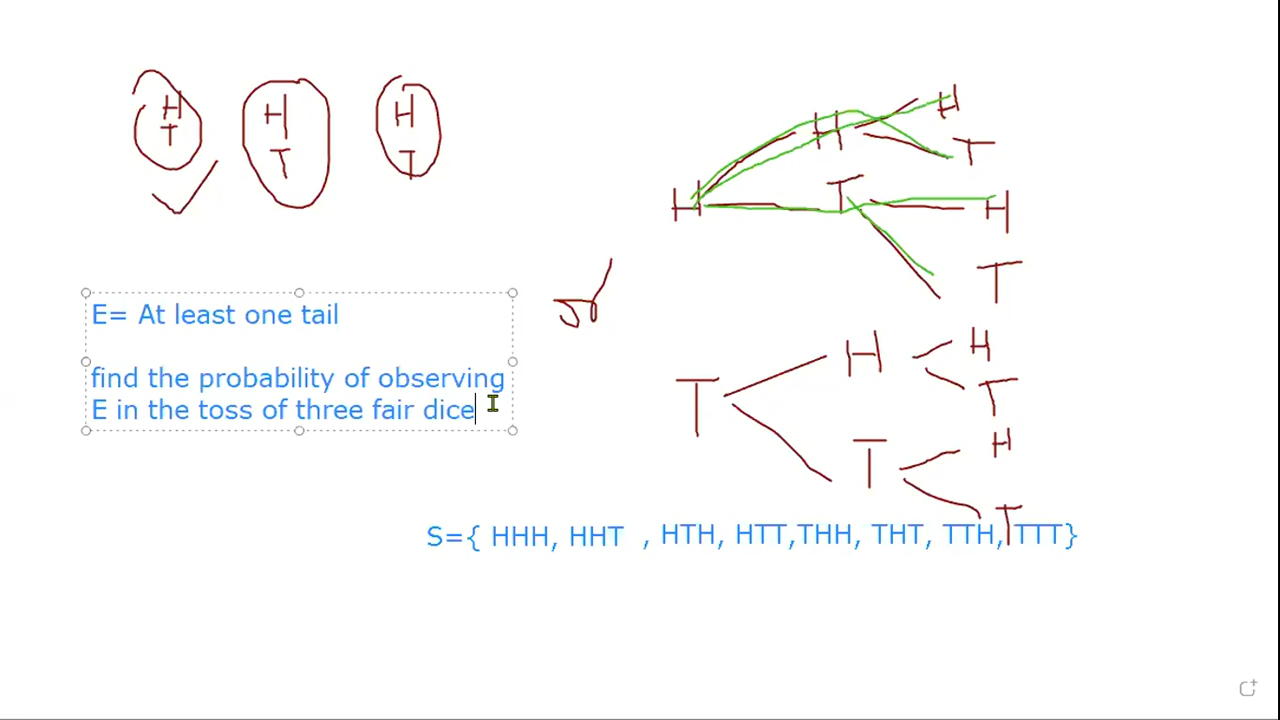 H H H
T T T
H
H
T
H
T
H
T
E= At least one tail
find the probability of observing
E in the toss of three fair dice
H
H
T
T
T
H
T
S={ HHH, HHT , HTH, HTT,THH, THT, TTH, TTT}